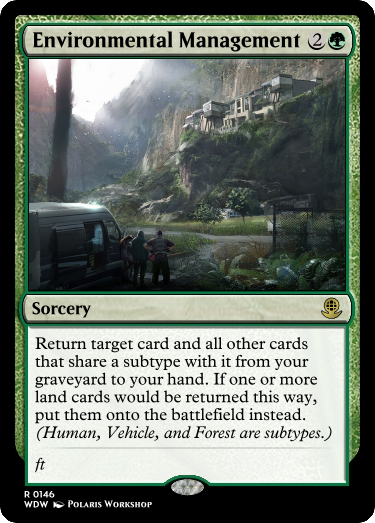 Environmental Management 2
Sorcery
Return target card and all other cards
that share a subtype with it from your
graveyard to your hand. If one or more
land cards would be returned this way,
put them onto the battlefield instead.
(Human, Vehicle, and Forest are subtypes.)
ft
R 0146
WDW POLARIS WORKSHOP